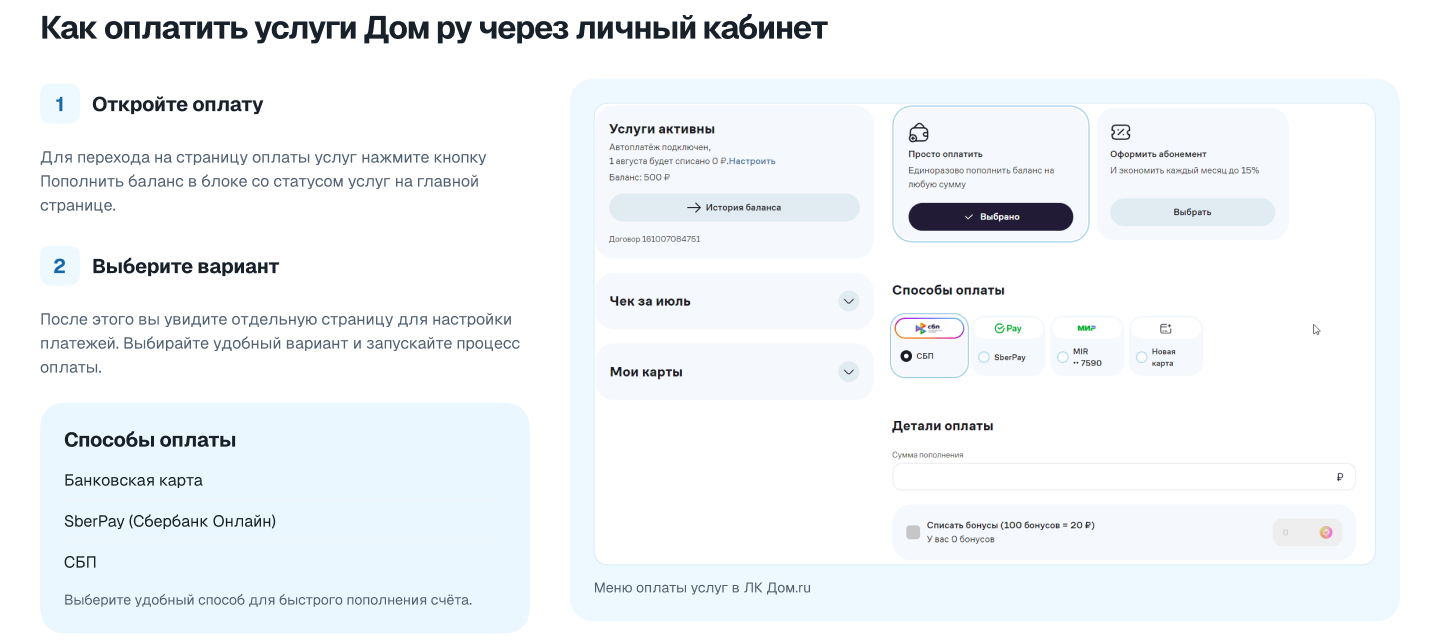 Как оплатить услуги Дом ру через личный кабинет
1 Откройте оплату
Для перехода на страницу оплаты услуг нажмите кнопку
Пополнить баланс в блоке со статусом услуг на главной
странице.
2 Выберите вариант
После этого вы увидите отдельную страницу для настройки
платежей. Выбирайте удобный вариант и запускайте процесс
оплаты.
Способы оплаты
Банковская карта
SberPay (Сбербанк Онлайн)
СБП
Выберите удобный способ для быстрого пополнения счёта.
Услуги активны
Автоплатёж подключен,
1 августа будет списано 0 ₽.Настроить
Баланс: 500 ₽
История баланса
Договор 161007084751
Чек за июль
Мои карты
Просто оплатить
Единоразово пополнить баланс на
любую сумму
Выбрано
Оформить абонемент
И экономить каждый месяц до 15%
Выбрать
Способы оплаты
сбп
СБП
Pay
SberPay
МИР
MIR
•• 7590
Новая
карта
Детали оплаты
Сумма пополнения
₽
Списать бонусы (100 бонусов = 20 ₽)
У вас 0 бонусов
0
Меню оплаты услуг в ЛК Дом.ru